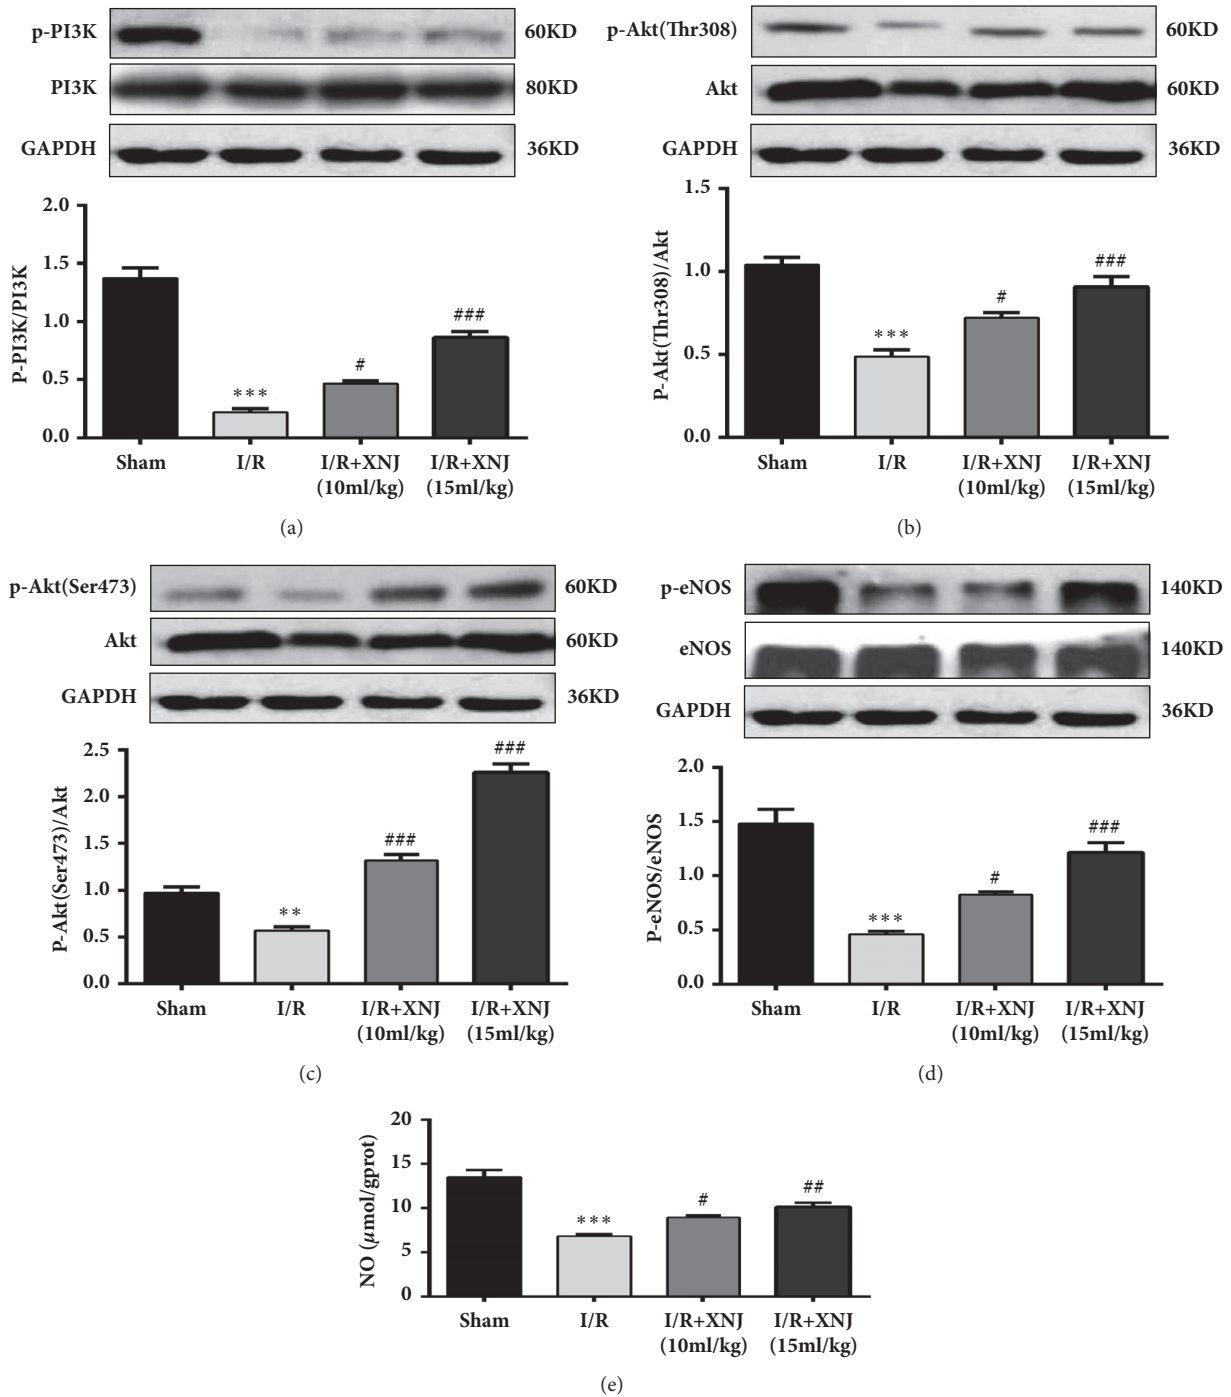 p-PI3K 60KD
PI3K 80KD
GAPDH 36KD
2.0
1.5
1.0
0.5
0.0
P-PI3K/PI3K
***
#
###
Sham I/R I/R+XNJ I/R+XNJ
(10ml/kg) (15ml/kg)
(a)
p-Akt(Thr308) 60KD
Akt 60KD
GAPDH 36KD
1.5
1.0
0.5
0.0
P-Akt(Thr308)/Akt
***
#
###
Sham I/R I/R+XNJ I/R+XNJ
(10ml/kg) (15ml/kg)
(b)
p-Akt(Ser473) 60KD
Akt 60KD
GAPDH 36KD
2.5
2.0
1.5
1.0
0.5
0.0
P-Akt(Ser473)/Akt
**
###
###
Sham I/R I/R+XNJ I/R+XNJ
(10ml/kg) (15ml/kg)
(c)
p-eNOS 140KD
eNOS 140KD
GAPDH 36KD
2.0
1.5
1.0
0.5
0.0
P-eNOS/eNOS
***
#
###
Sham I/R I/R+XNJ I/R+XNJ
(10ml/kg) (15ml/kg)
(d)
20
15
10
5
0
NO (μmol/gprot)
***
#
##
Sham I/R I/R+XNJ I/R+XNJ
(10ml/kg) (15ml/kg)
(e)